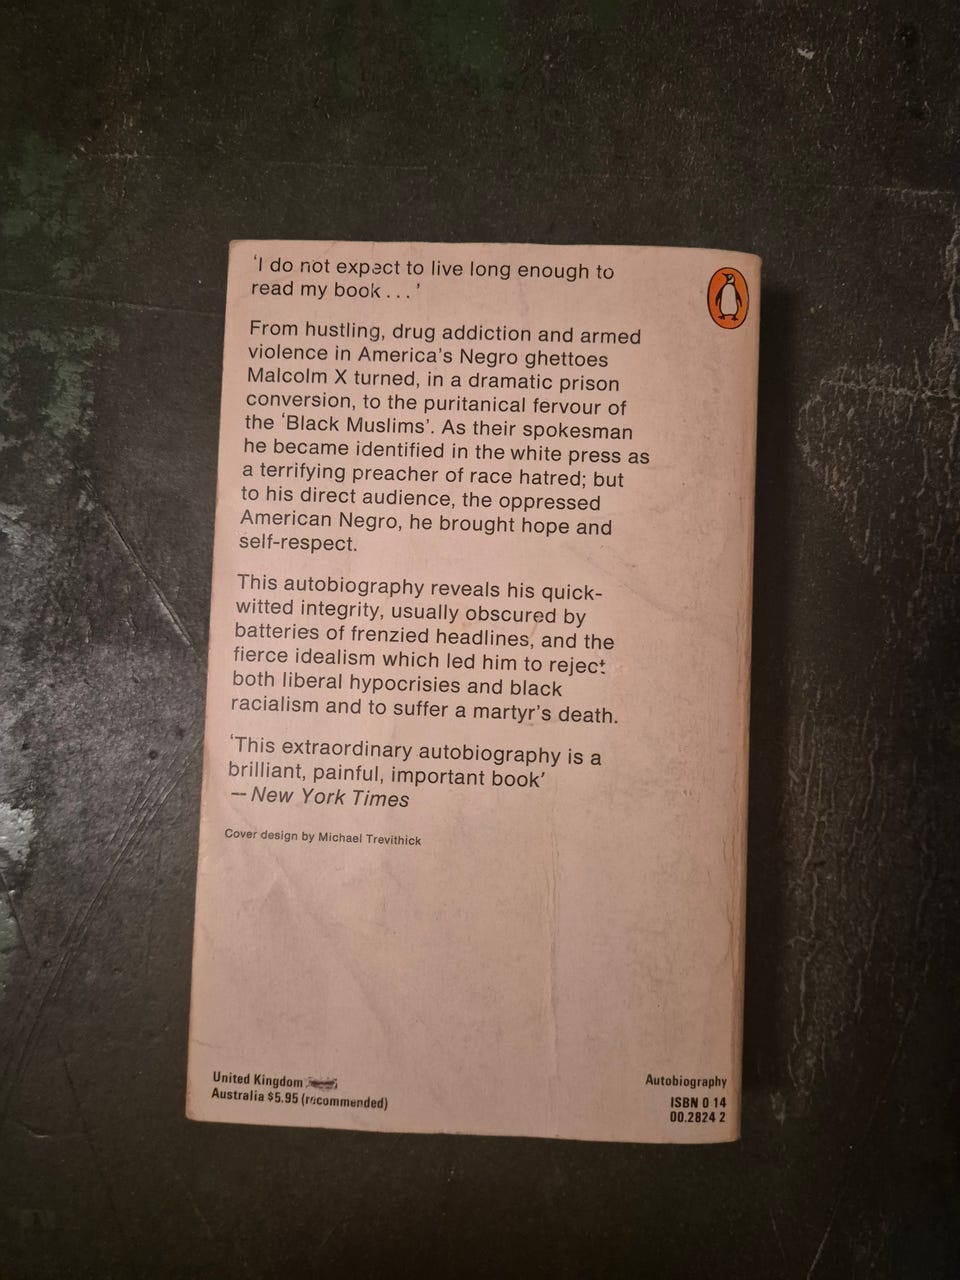 'I do not expect to live long enough to
read my book . . . '
From hustling, drug addiction and armed
violence in America's Negro ghettoes
Malcolm X turned, in a dramatic prison
conversion, to the puritanical fervour of
the 'Black Muslims'. As their spokesman
he became identified in the white press as
a terrifying preacher of race hatred; but
to his direct audience, the oppressed
American Negro, he brought hope and
self-respect.
This autobiography reveals his quick-
witted integrity, usually obscured by
batteries of frenzied headlines, and the
fierce idealism which led him to reject
both liberal hypocrisies and black
racialism and to suffer a martyr's death.
'This extraordinary autobiography is a
brilliant, painful, important book'
— New York Times
Cover design by Michael Trevithick
United Kingdom
Australia $5.95 (recommended)
Autobiography
ISBN 0 14
00.2824 2